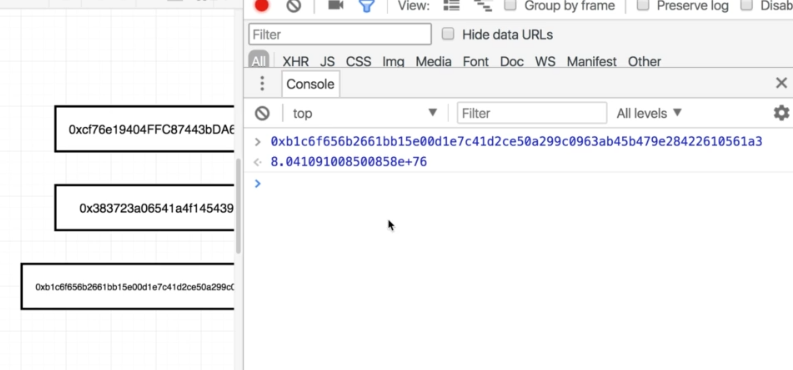 View: Group by frame Preserve log Disab
Filter Hide data URLs
All XHR JS CSS Img Media Font Doc WS Manifest Other
Console
top Filter All levels
0xb1c6f656b2661bb15e00d1e7c41d2ce50a299c0963ab45b479e28422610561a3
8.041091008500858e+76
0xcf76e19404FFC87443bDA6
0x383723a06541a4f145439
0xb1c6f656b2661bb15e00d1e7c41d2ce50a299c0